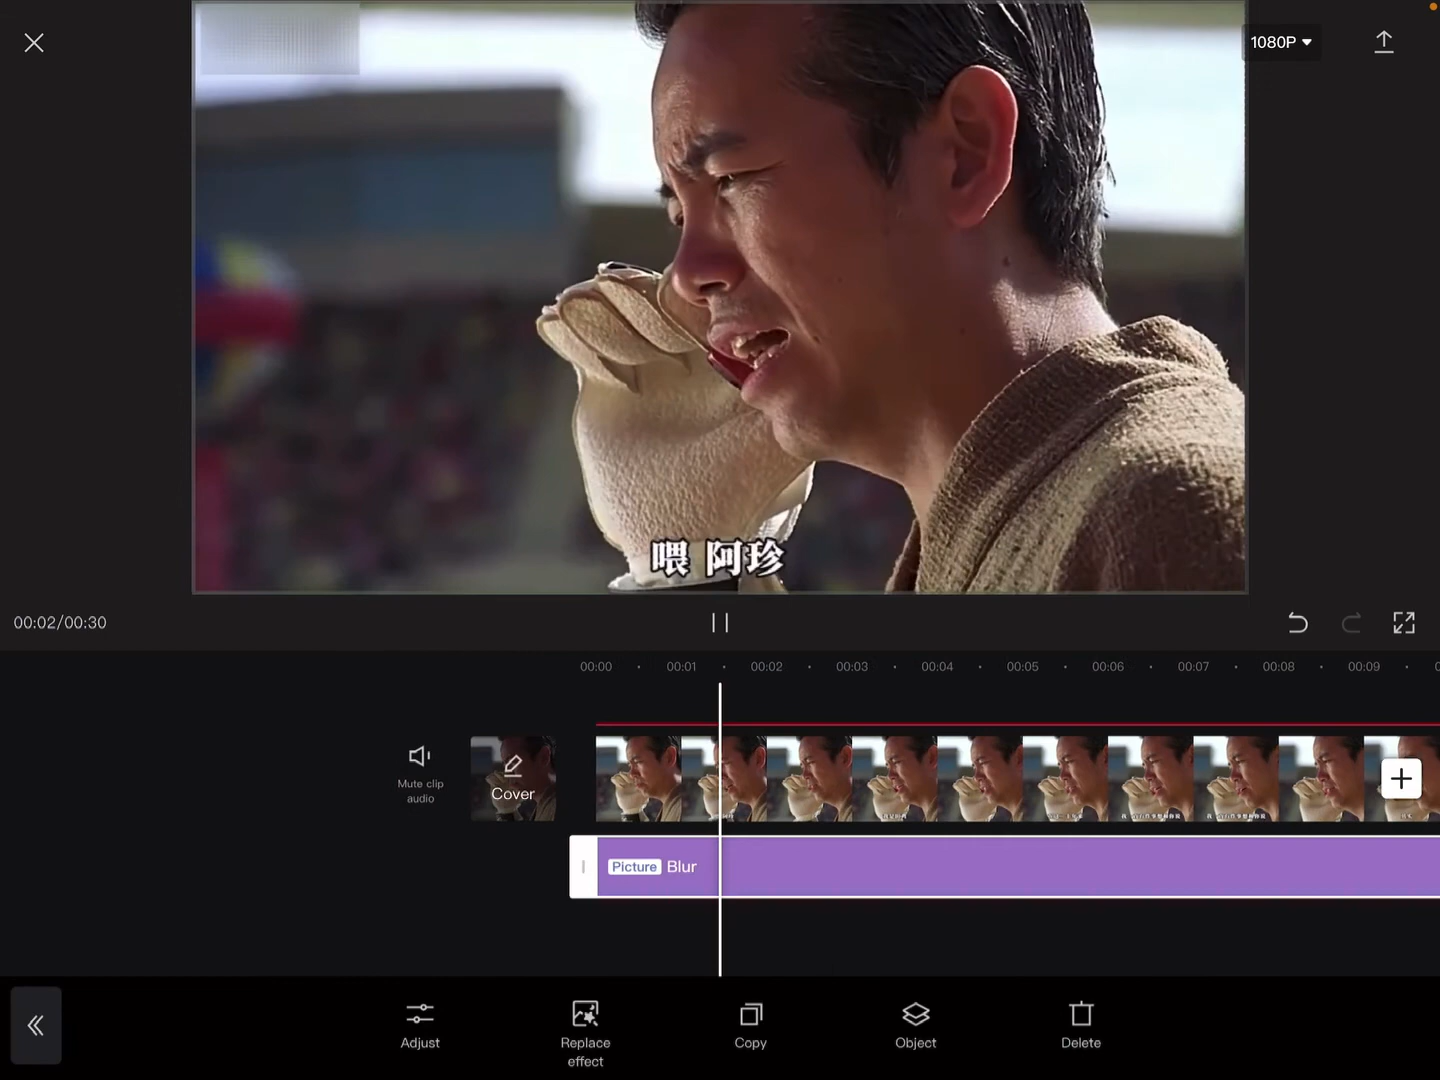 1080P
喂 阿珍
00:02/00:30
00:00 00:01 00:02 00:03 00:04 00:05 00:06 00:07 00:08 00:09
Mute clip
audio
Cover
Picture Blur
Adjust
Replace
effect
Copy
Object
Delete